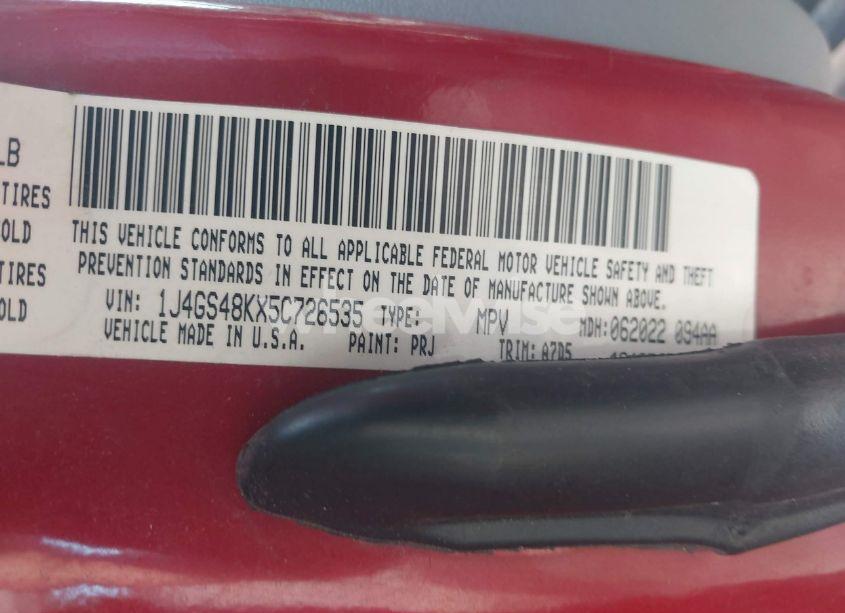 LB
TIRES
OLD
TIRES
OLD
THIS VEHICLE CONFORMS TO ALL APPLICABLE FEDERAL MOTOR VEHICLE SAFETY AND THEFT
PREVENTION STANDARDS IN EFFECT ON THE DATE OF MANUFACTURE SHOWN ABOVE.
VIN: 1J4GS48KX5C726535 TYPE: MPV MDH: 062022 094AA
VEHICLE MADE IN U.S.A. PAINT: PRJ TRIM: A7D5